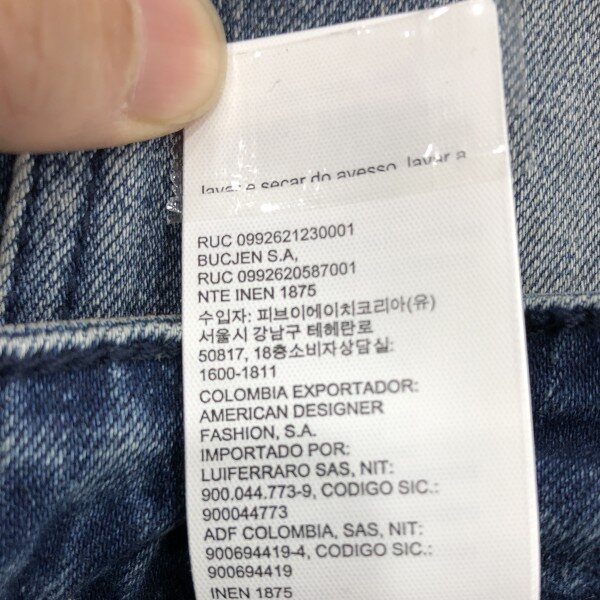 lavar e secar do avesso, lavar a
RUC 0992621230001
BUCJEN S.A,
RUC 0992620587001
NTE INEN 1875
수입자: 피브이에이치코리아(유)
서울시 강남구 테헤란로
50817, 18층소비자상담실:
1600-1811
COLOMBIA EXPORTADOR:
AMERICAN DESIGNER
FASHION, S.A.
IMPORTADO POR:
LUIFERRARO SAS, NIT:
900.044.773-9, CODIGO SIC.:
900044773
ADF COLOMBIA, SAS, NIT:
900694419-4, CODIGO SIC.:
900694419
INEN 1875